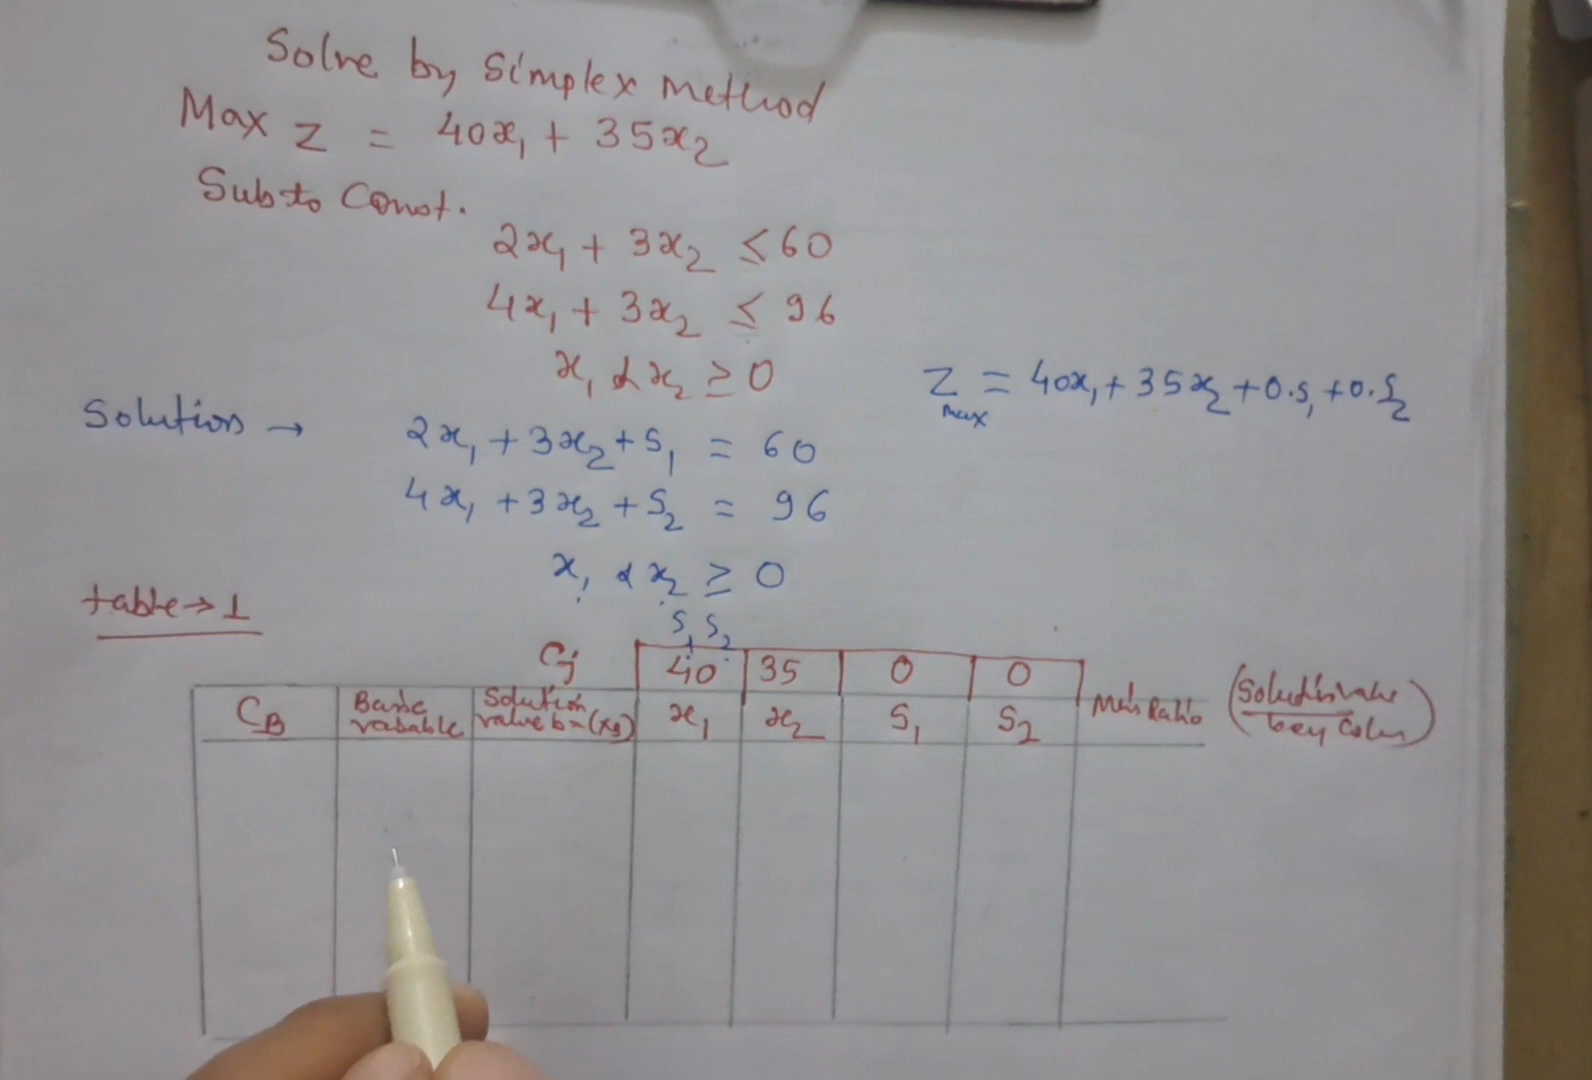 Solve by Simplex Method
Max Z = 40x₁ + 35x₂
Sub to Const.
2x₁ + 3x₂ ≤ 60
4x₁ + 3x₂ ≤ 96
x₁ & x₂ ≥ 0
Z max = 40x₁ + 35x₂ + 0.S₁ + 0.S₂
Solution → 2x₁ + 3x₂ + S₁ = 60
4x₁ + 3x₂ + S₂ = 96
x₁ & x₂ ≥ 0
S₁ S₂
table → 1
Cj 40 35 0 0
CB Basic variable Solution value b=(xB) x₁ x₂ S₁ S₂ Min Ratio (Solution value / key Colum)